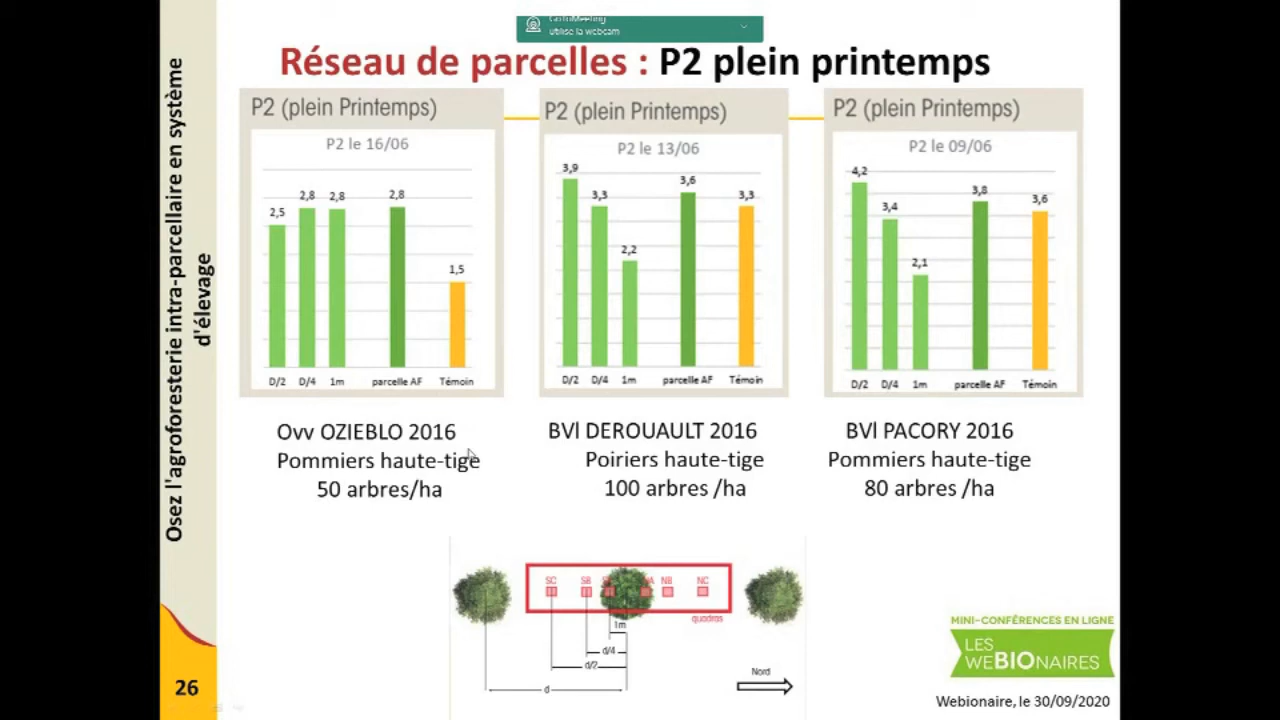 GoToMeeting
utilise la webcam
Réseau de parcelles : P2 plein printemps
Osez l'agroforesterie intra-parcellaire en système
d'élevage
P2 (plein Printemps)
P2 le 16/06
2,5
2,8
2,8
2,8
1,5
D/2 D/4 1m parcelle AF Témoin
P2 (plein Printemps)
P2 le 13/06
3,9
3,3
2,2
3,6
3,3
D/2 D/4 1m parcelle AF Témoin
P2 (plein Printemps)
P2 le 09/06
4,2
3,4
2,1
3,8
3,6
D/2 D/4 1m parcelle AF Témoin
Ovv OZIEBLO 2016
Pommiers haute-tige
50 arbres/ha
BVl DEROUAULT 2016
Poiriers haute-tige
100 arbres /ha
BVl PACORY 2016
Pommiers haute-tige
80 arbres /ha
SC SB NB NC
quadras
1m
d/4
d/2
d
Nord
MINI-CONFÉRENCES EN LIGNE
LES
WEBIONAIRES
Webionaire, le 30/09/2020
26